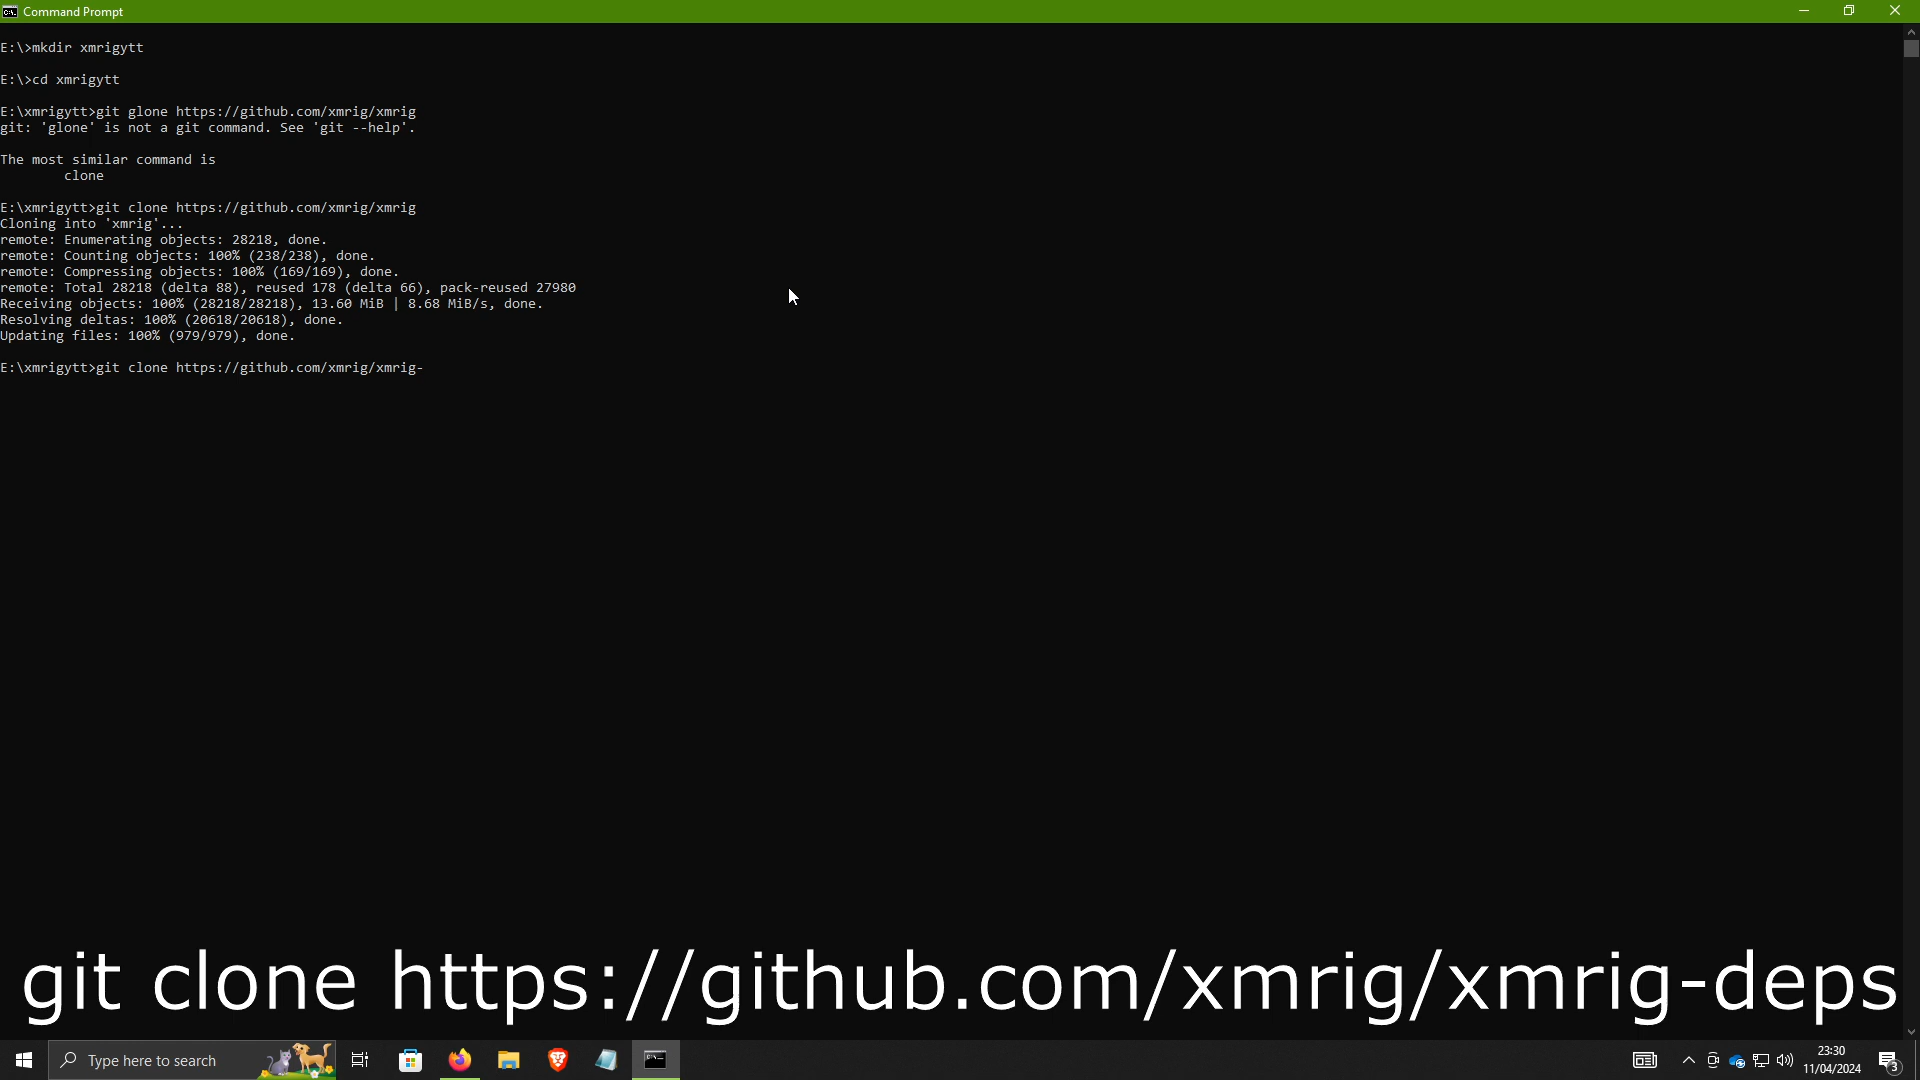 Command Prompt
E:\>mkdir xmrigytt
E:\>cd xmrigytt
E:\xmrigytt>git glone https://github.com/xmrig/xmrig
git: 'glone' is not a git command. See 'git --help'.
The most similar command is
clone
E:\xmrigytt>git clone https://github.com/xmrig/xmrig
Cloning into 'xmrig'...
remote: Enumerating objects: 28218, done.
remote: Counting objects: 100% (238/238), done.
remote: Compressing objects: 100% (169/169), done.
remote: Total 28218 (delta 88), reused 178 (delta 66), pack-reused 27980
Receiving objects: 100% (28218/28218), 13.60 MiB | 8.68 MiB/s, done.
Resolving deltas: 100% (20618/20618), done.
Updating files: 100% (979/979), done.
E:\xmrigytt>git clone https://github.com/xmrig/xmrig-
git clone https://github.com/xmrig/xmrig-deps
Type here to search
23:30
11/04/2024
3